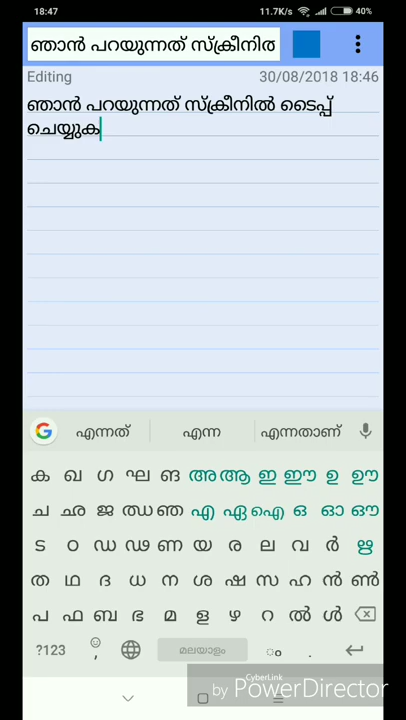 18:47 11.7K/s 40%
ഞാൻ പറയുന്നത് സ്ക്രീനിൽ
Editing 30/08/2018 18:46
ഞാൻ പറയുന്നത് സ്ക്രീനിൽ ടൈപ്പ്
ചെയ്യുക
എന്നത് എന്ന എന്നതാണ്
ക ഖ ഗ ഘ ങ അ ആ ഇ ഈ ഉ ഊ
ച ഛ ജ ഝ ഞ എ ഏ ഐ ഒ ഓ ഔ
ട ഠ ഡ ഢ ണ യ ര ല വ ർ ഋ
ത ഥ ദ ധ ന ശ ഷ സ ഹ ൻ ൺ
പ ഫ ബ ഭ മ ള ഴ റ ൽ ൾ
?123 , മലയാളം ം .
CyberLink
by PowerDirector